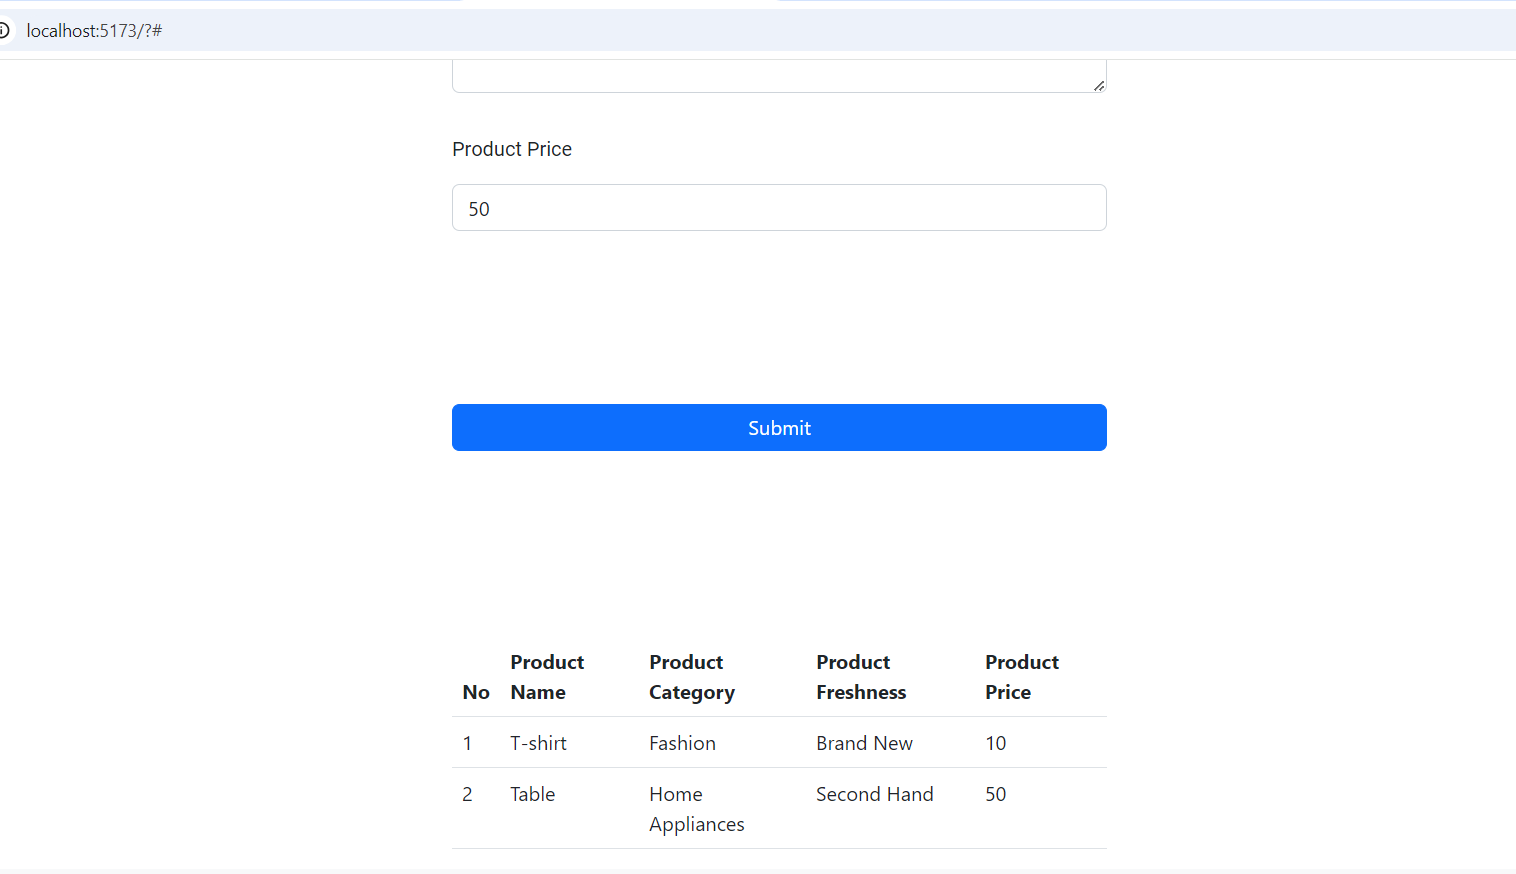 localhost:5173/?#
Product Price
50
Submit
No Product Name Product Category Product Freshness Product Price
1 T-shirt Fashion Brand New 10
2 Table Home Appliances Second Hand 50